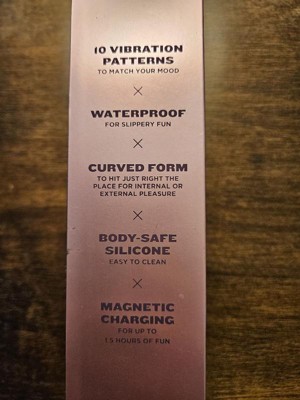 10 VIBRATION
PATTERNS
TO MATCH YOUR MOOD
WATERPROOF
FOR SLIPPERY FUN
CURVED FORM
TO HIT JUST RIGHT THE
PLACE FOR INTERNAL OR
EXTERNAL PLEASURE
BODY-SAFE
SILICONE
EASY TO CLEAN
MAGNETIC
CHARGING
FOR UP TO
1.5 HOURS OF FUN